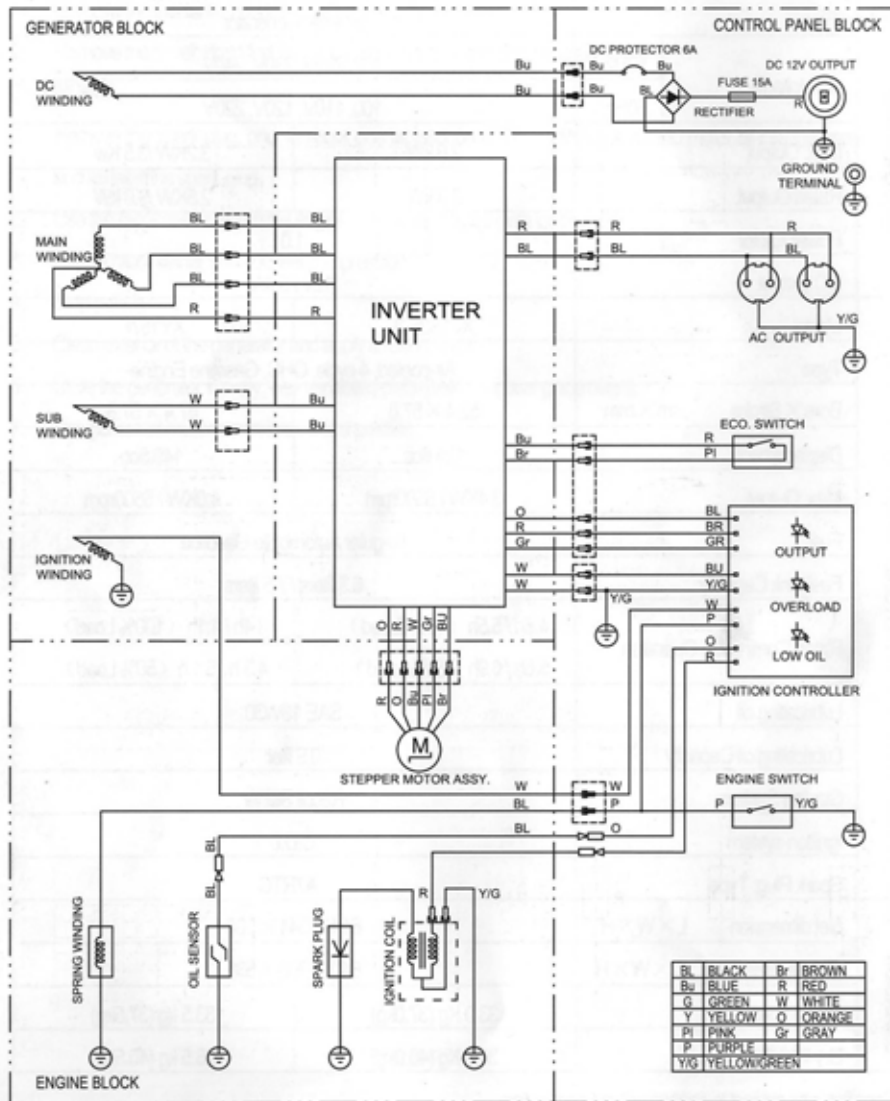 GENERATOR BLOCK
CONTROL PANEL BLOCK
DC WINDING
Bu
Bu
DC PROTECTOR 6A
Bu
Bu
Bu
BL
RECTIFIER
FUSE 15A
DC 12V OUTPUT
R
GROUND TERMINAL
MAIN WINDING
BL
BL
BL
R
BL
BL
BL
R
INVERTER UNIT
R
BL
R
BL
R
BL
Y/G
AC OUTPUT
SUB WINDING
W
W
Bu
Bu
Bu
Br
R
PI
ECO. SWITCH
IGNITION WINDING
O
R
Gr
W
W
Y/G
BL
BR
GR
BU
Y/G
W
P
O
R
OUTPUT
OVERLOAD
LOW OIL
IGNITION CONTROLLER
O
R
W
Gr
BU
R
O
Bu
PI
Br
M
STEPPER MOTOR ASSY.
W
BL
W
P
ENGINE SWITCH
P
Y/G
BL
O
BL
BL
R
Y/G
SPRING WINDING
OIL SENSOR
SPARK PLUG
IGNITION COIL
BL BLACK Br BROWN
Bu BLUE R RED
G GREEN W WHITE
Y YELLOW O ORANGE
PI PINK Gr GRAY
P PURPLE
Y/G YELLOW/GREEN
ENGINE BLOCK